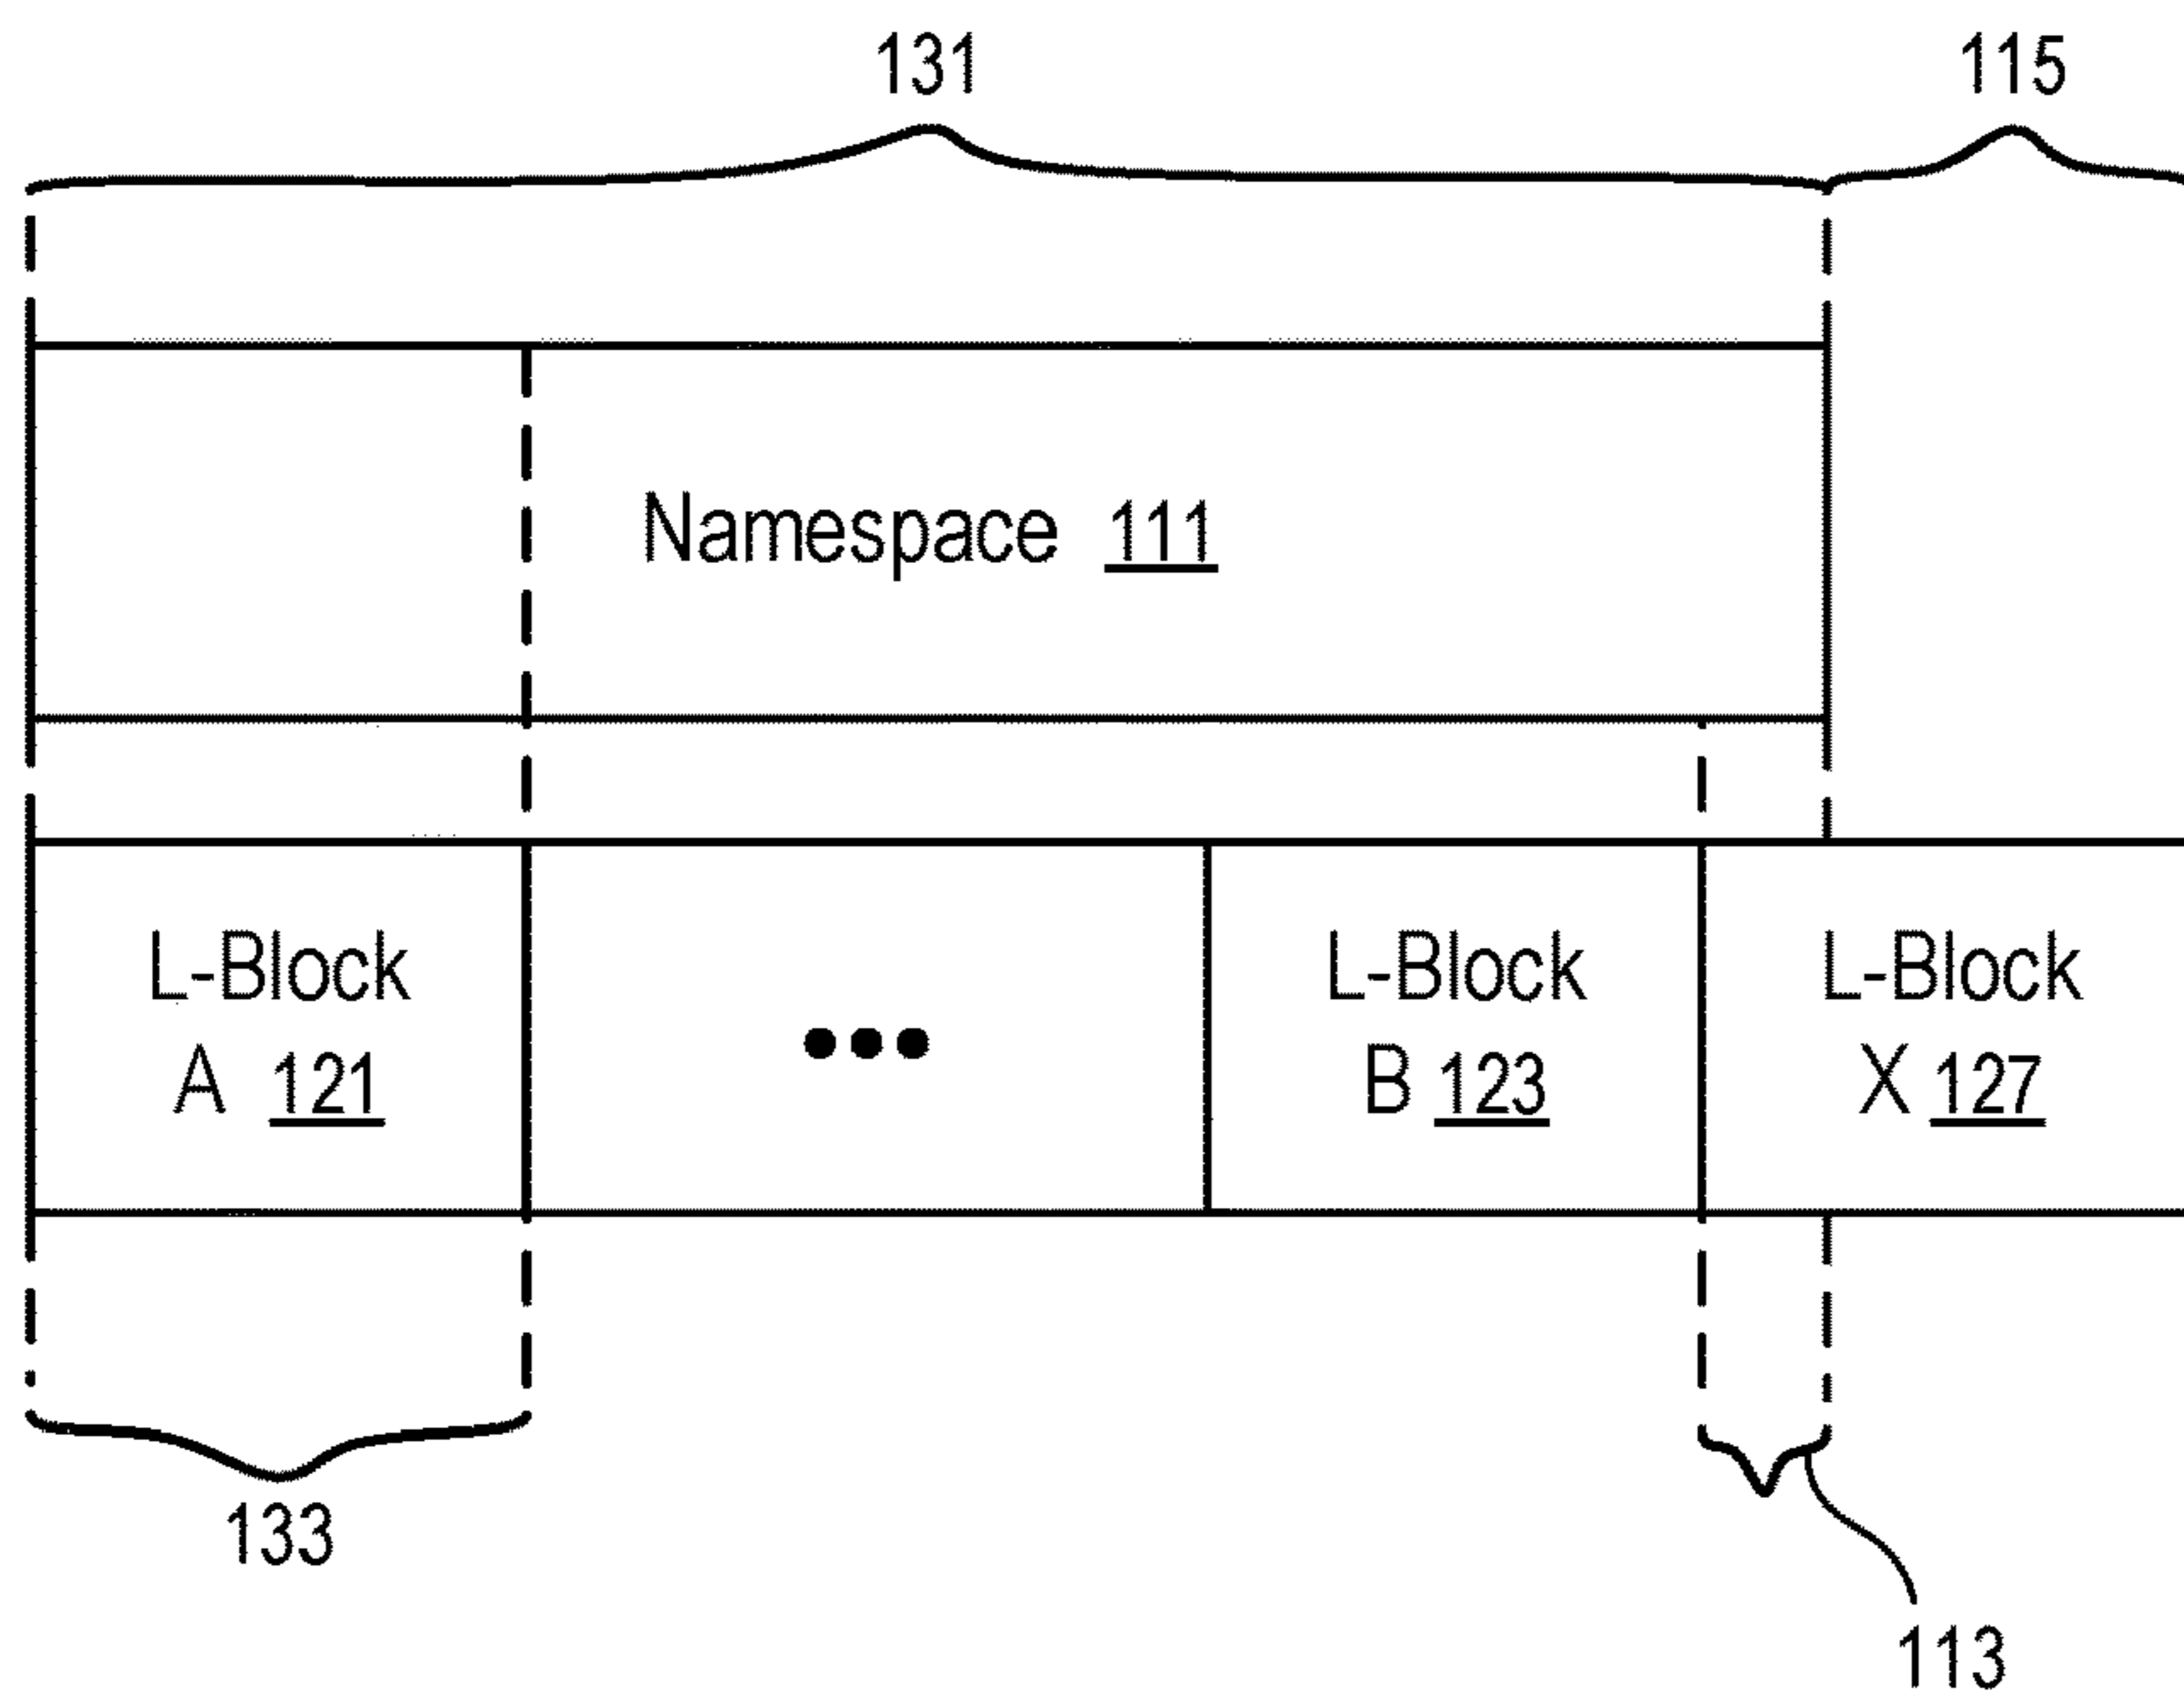 131
115
Namespace 111
L-Block
A 121
•••
L-Block
B 123
L-Block
X 127
133
113